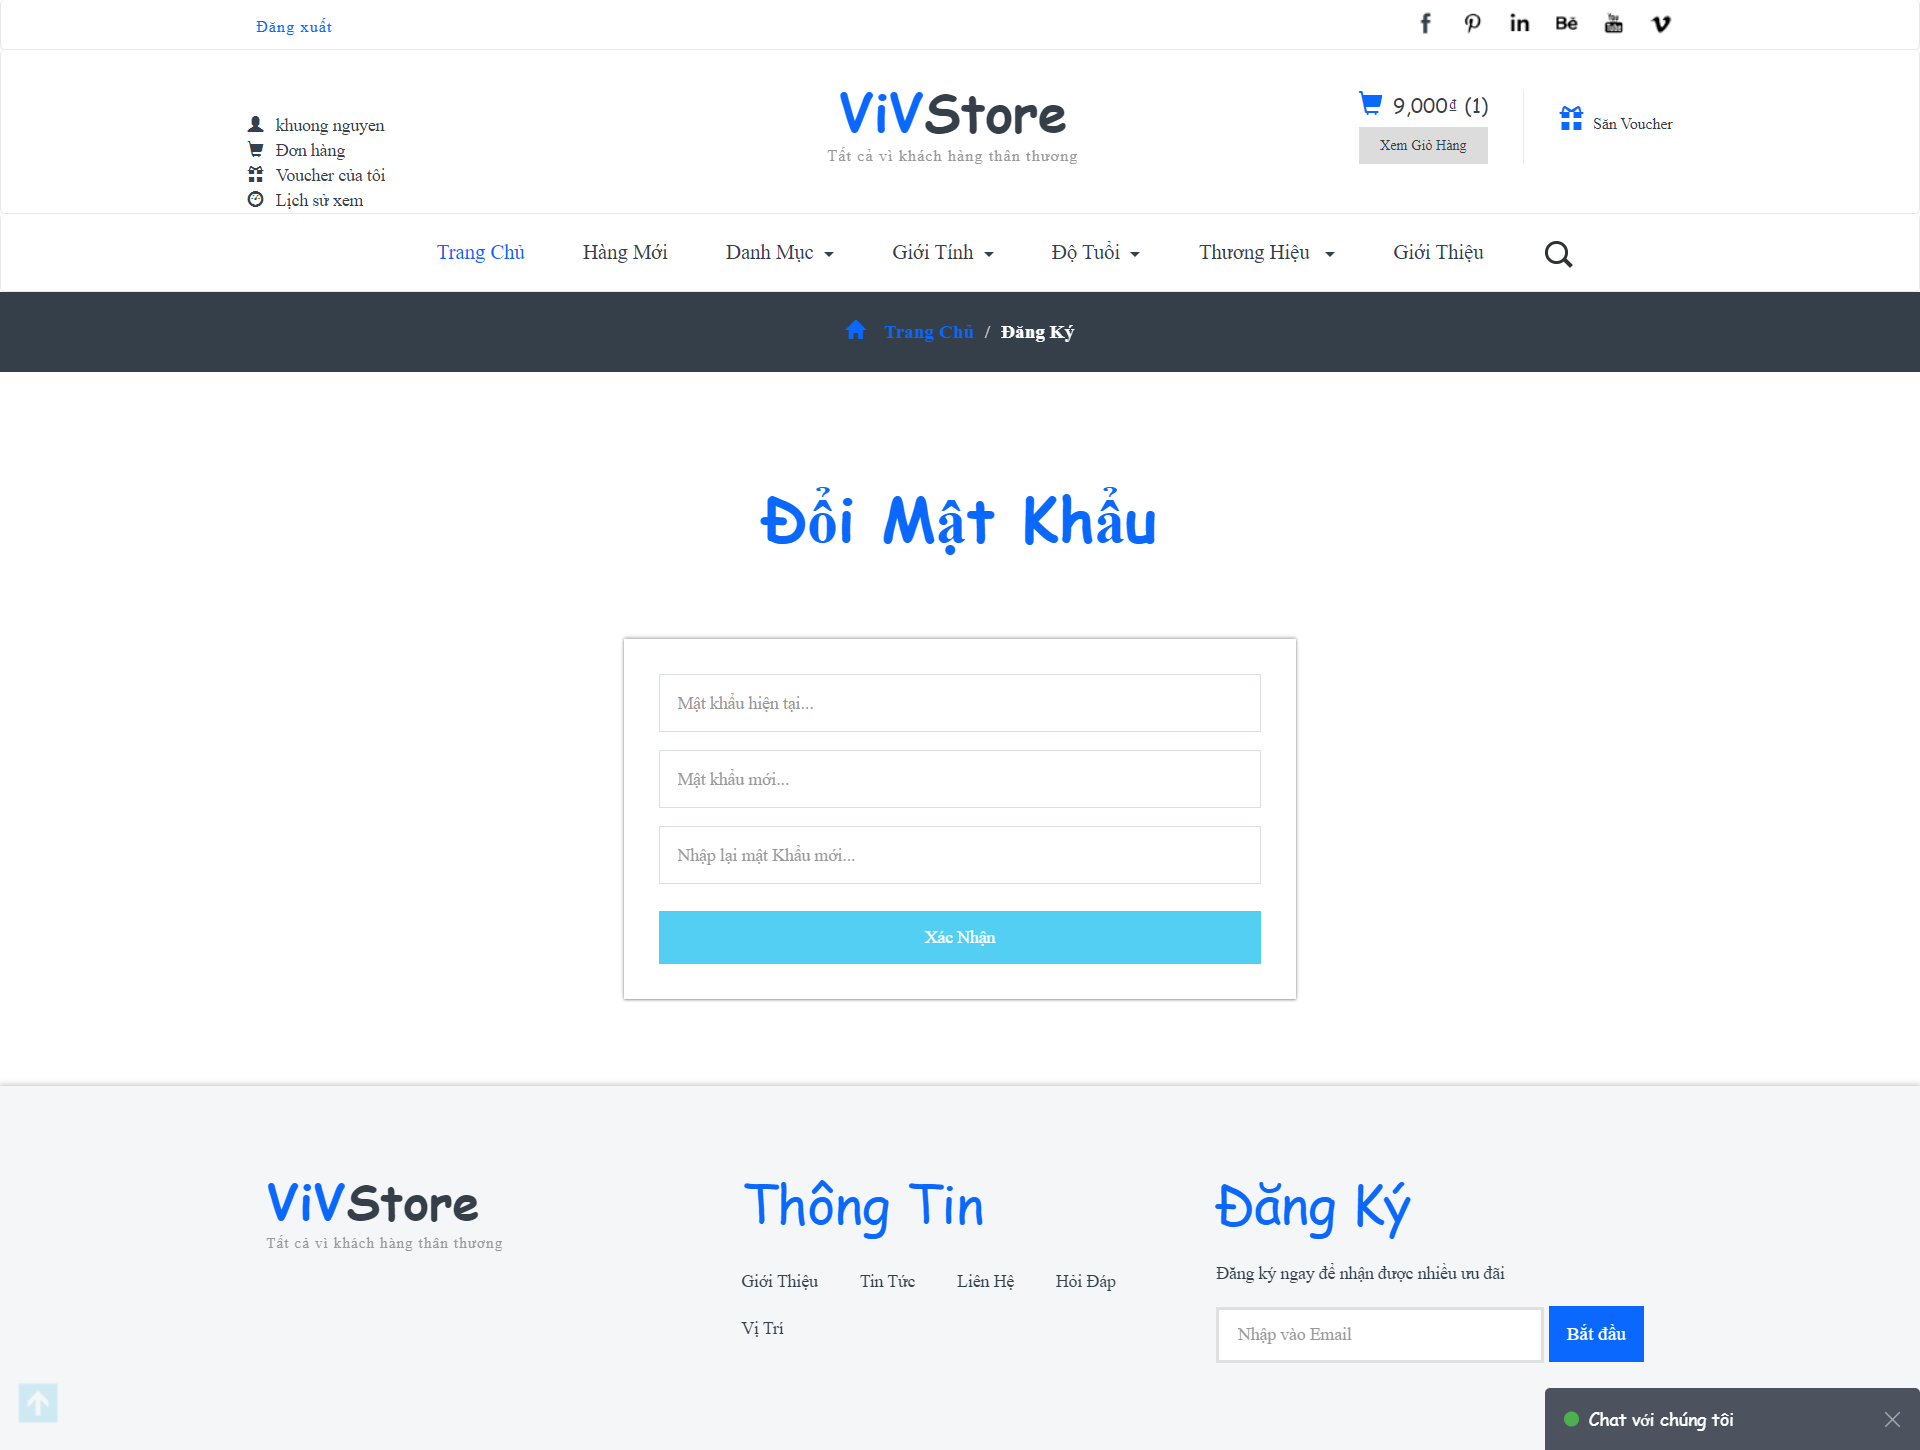 Đăng xuất
khuong nguyen
Đơn hàng
Voucher của tôi
Lịch sử xem
ViVStore
Tất cả vì khách hàng thân thương
9,000₫ (1)
Xem Giỏ Hàng
Săn Voucher
Trang Chủ Hàng Mới Danh Mục Giới Tính Độ Tuổi Thương Hiệu Giới Thiệu
Trang Chủ / Đăng Ký
Đổi Mật Khẩu
Mật khẩu hiện tại...
Mật khẩu mới...
Nhập lại mật Khẩu mới...
Xác Nhận
ViVStore
Tất cả vì khách hàng thân thương
Thông Tin
Giới Thiệu Tin Tức Liên Hệ Hỏi Đáp
Vị Trí
Đăng Ký
Đăng ký ngay để nhận được nhiều ưu đãi
Nhập vào Email
Bắt đầu
Chat với chúng tôi